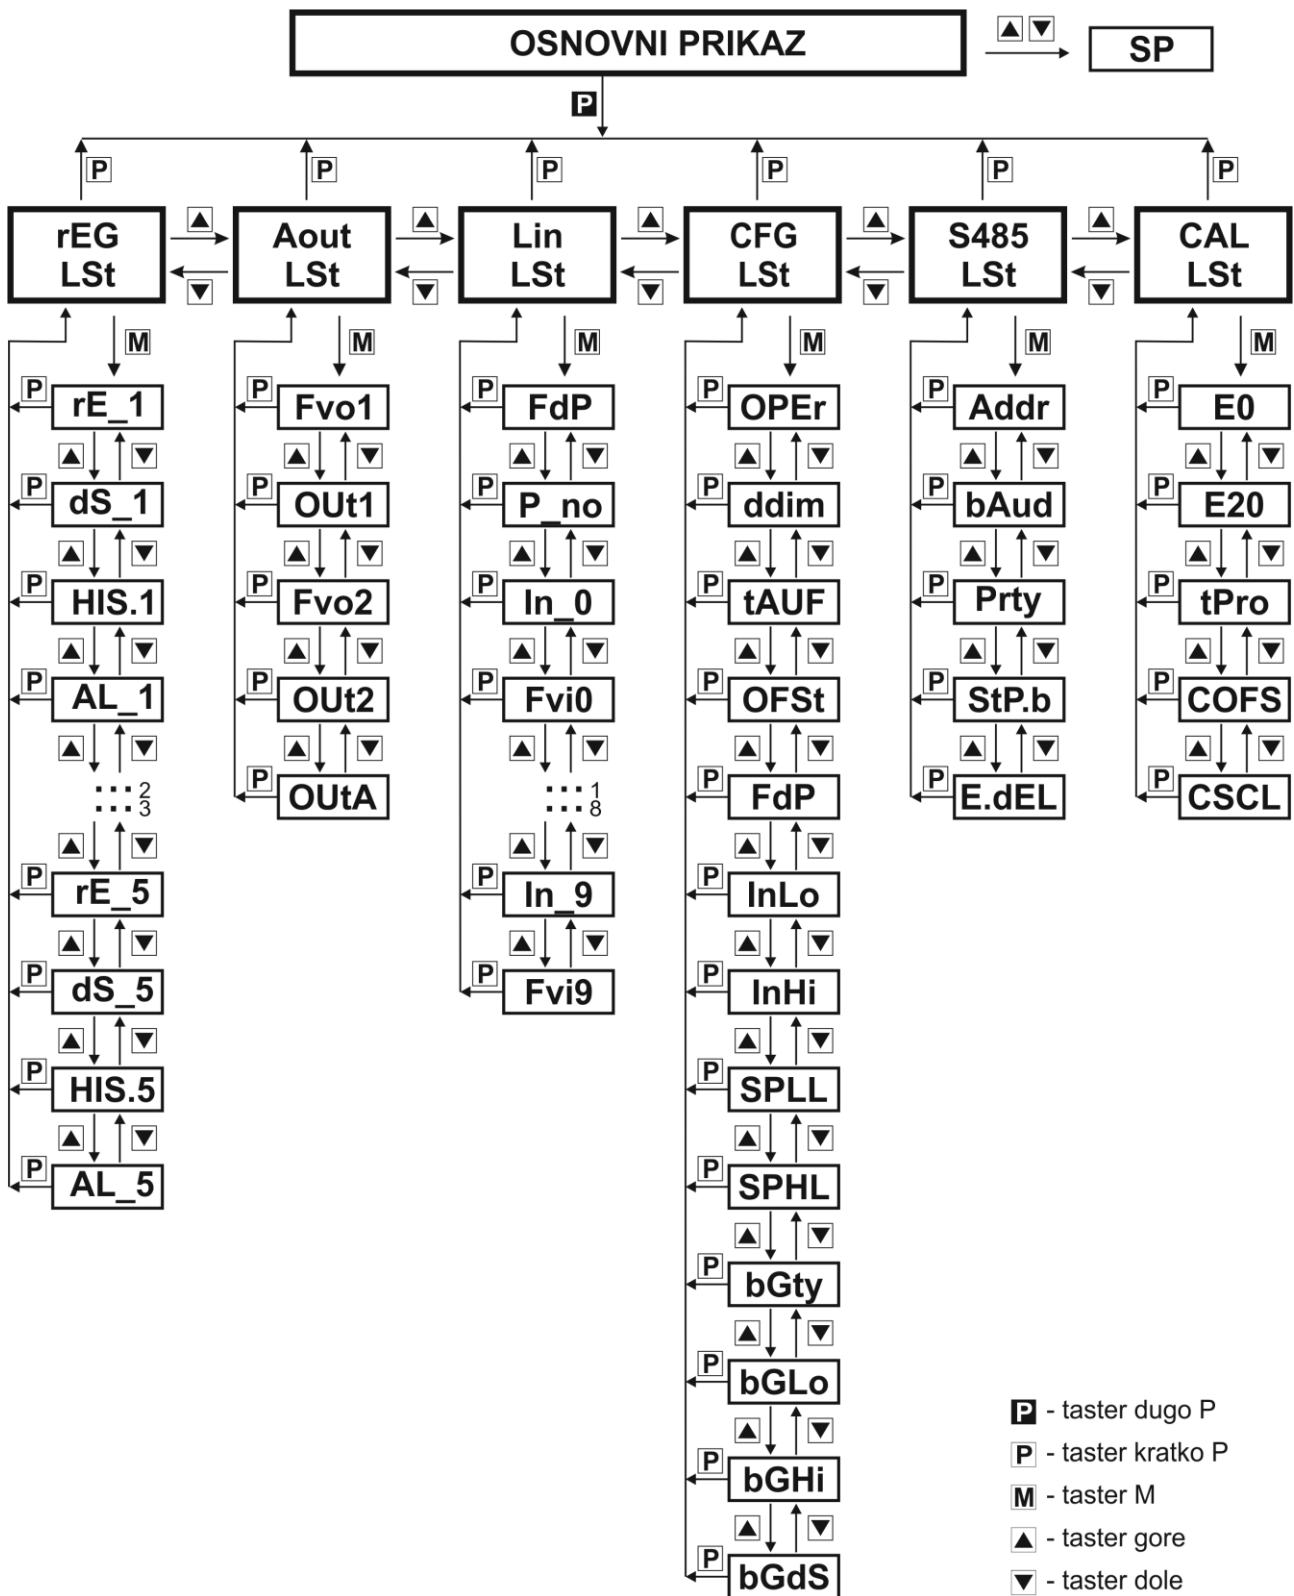 OSNOVNI PRIKAZ
▲ ▼
SP
P
P P P P P P
rEG LSt
▲
▼
Aout LSt
▲
▼
Lin LSt
▲
▼
CFG LSt
▲
▼
S485 LSt
▲
▼
CAL LSt
M M M M M M
P rE_1
▲ ▼
P dS_1
▲ ▼
P HIS.1
▲ ▼
P AL_1
▲ ▼
2
3
▲ ▼
P rE_5
▲ ▼
P dS_5
▲ ▼
P HIS.5
▲ ▼
P AL_5
P Fvo1
▲ ▼
P OUt1
▲ ▼
P Fvo2
▲ ▼
P OUt2
▲ ▼
P OUtA
P FdP
▲ ▼
P P_no
▲ ▼
P In_0
▲ ▼
P Fvi0
▲ ▼
1
8
▲ ▼
P In_9
▲ ▼
P Fvi9
P OPEr
▲ ▼
P ddim
▲ ▼
P tAUF
▲ ▼
P OFSt
▲ ▼
P FdP
▲ ▼
P InLo
▲ ▼
P InHi
▲ ▼
P SPLL
▲ ▼
P SPHL
▲ ▼
P bGty
▲ ▼
P bGLo
▲ ▼
P bGHi
▲ ▼
P bGdS
P Addr
▲ ▼
P bAud
▲ ▼
P Prty
▲ ▼
P StP.b
▲ ▼
P E.dEL
P E0
▲ ▼
P E20
▲ ▼
P tPro
▲ ▼
P COFS
▲ ▼
P CSCL
P - taster dugo P
P - taster kratko P
M - taster M
▲ - taster gore
▼ - taster dole